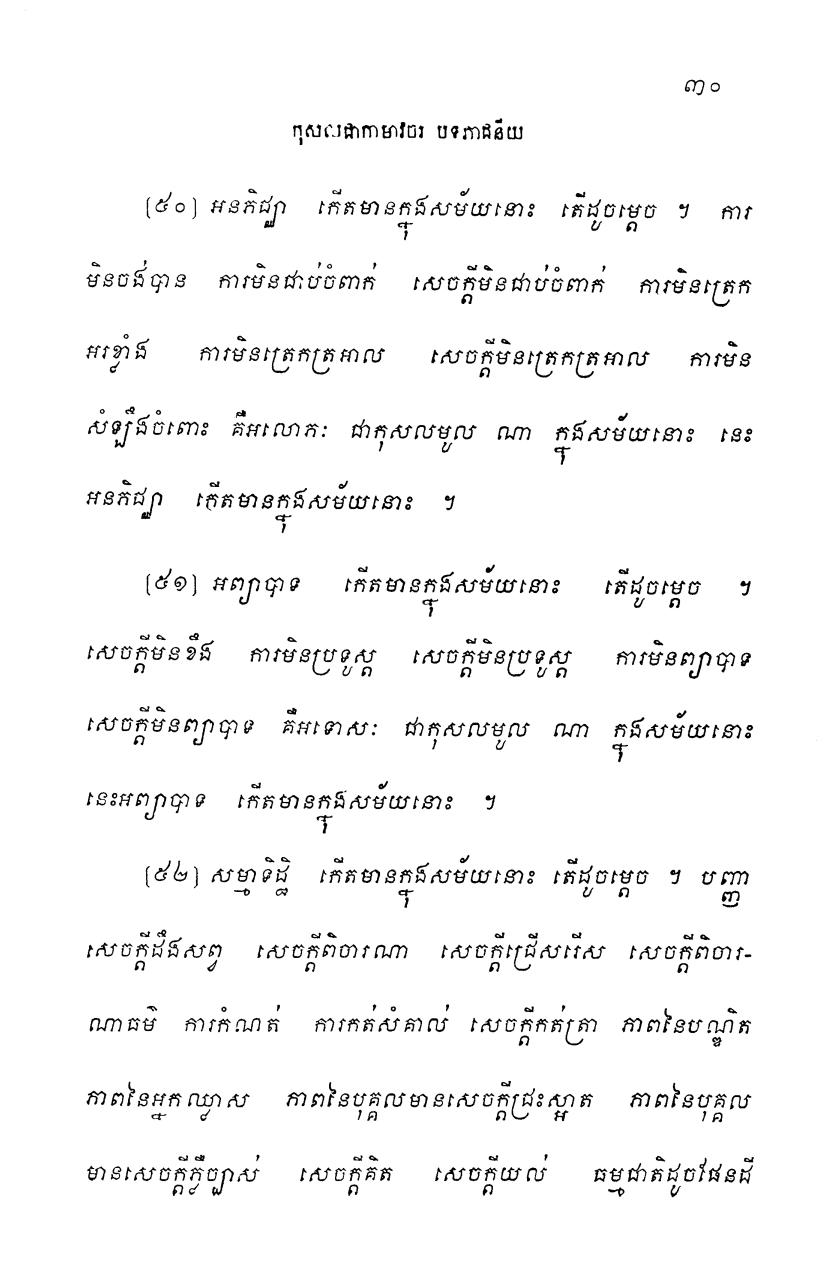 ៣០
កុសលជាកាមាវចរ បទភាជនីយ
(៥០) អនភិជ្ឈា កើតមានក្នុងសម័យនោះ តើដូចម្តេច ។ ការ
មិនចង់បាន ការមិនជាប់ចំពាក់ សេចក្តីមិនជាប់ចំពាក់ ការមិនត្រេក
អរខ្លាំង ការមិនត្រេកត្រអាល សេចក្តីមិនត្រេកត្រអាល ការមិន
សំឡឹងចំពោះ គឺអលោភៈ ជាកុសលមូល ណា ក្នុងសម័យនោះ នេះ
អនភិជ្ឈា កើតមានក្នុងសម័យនោះ ។
(៥១) អព្យាបាទ កើតមានក្នុងសម័យនោះ តើដូចម្តេច ។
សេចក្តីមិនខឹង ការមិនប្រទូស្ត សេចក្តីមិនប្រទូស្ត ការមិនព្យាបាទ
សេចក្តីមិនព្យាបាទ គឺអទោសៈ ជាកុសលមូល ណា ក្នុងសម័យនោះ
នេះអព្យាបាទ កើតមានក្នុងសម័យនោះ ។
(៥២) សម្មាទិដ្ឋិ កើតមានក្នុងសម័យនោះ តើដូចម្តេច ។ បញ្ញា
សេចក្តីដឹងសព្វ សេចក្តីពិចារណា សេចក្តីជ្រើសរើស សេចក្តីពិចារ-
ណាធម៌ ការកំណត់ ការកត់សំគាល់ សេចក្តីកត់ត្រា ភាពនៃបណ្ឌិត
ភាពនៃអ្នកឈ្លាស ភាពនៃបុគ្គលមានសេចក្តីជ្រះស្អាត ភាពនៃបុគ្គល
មានសេចក្តីភ្លឺច្បាស់ សេចក្តីគិត សេចក្តីយល់ ធម្មជាតិដូចផែនដី